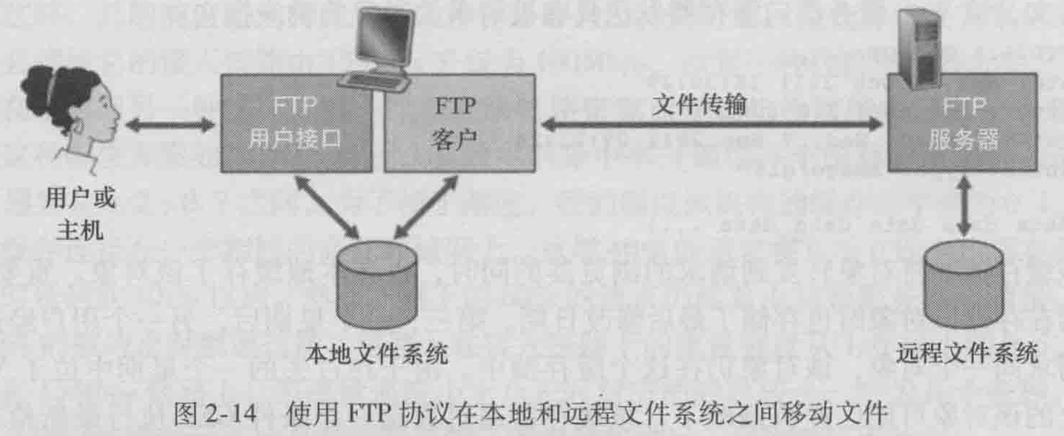 FTP
用户接口
FTP
客户
文件传输
FTP
服务器
用户或
主机
本地文件系统
远程文件系统
图 2-14 使用 FTP 协议在本地和远程文件系统之间移动文件